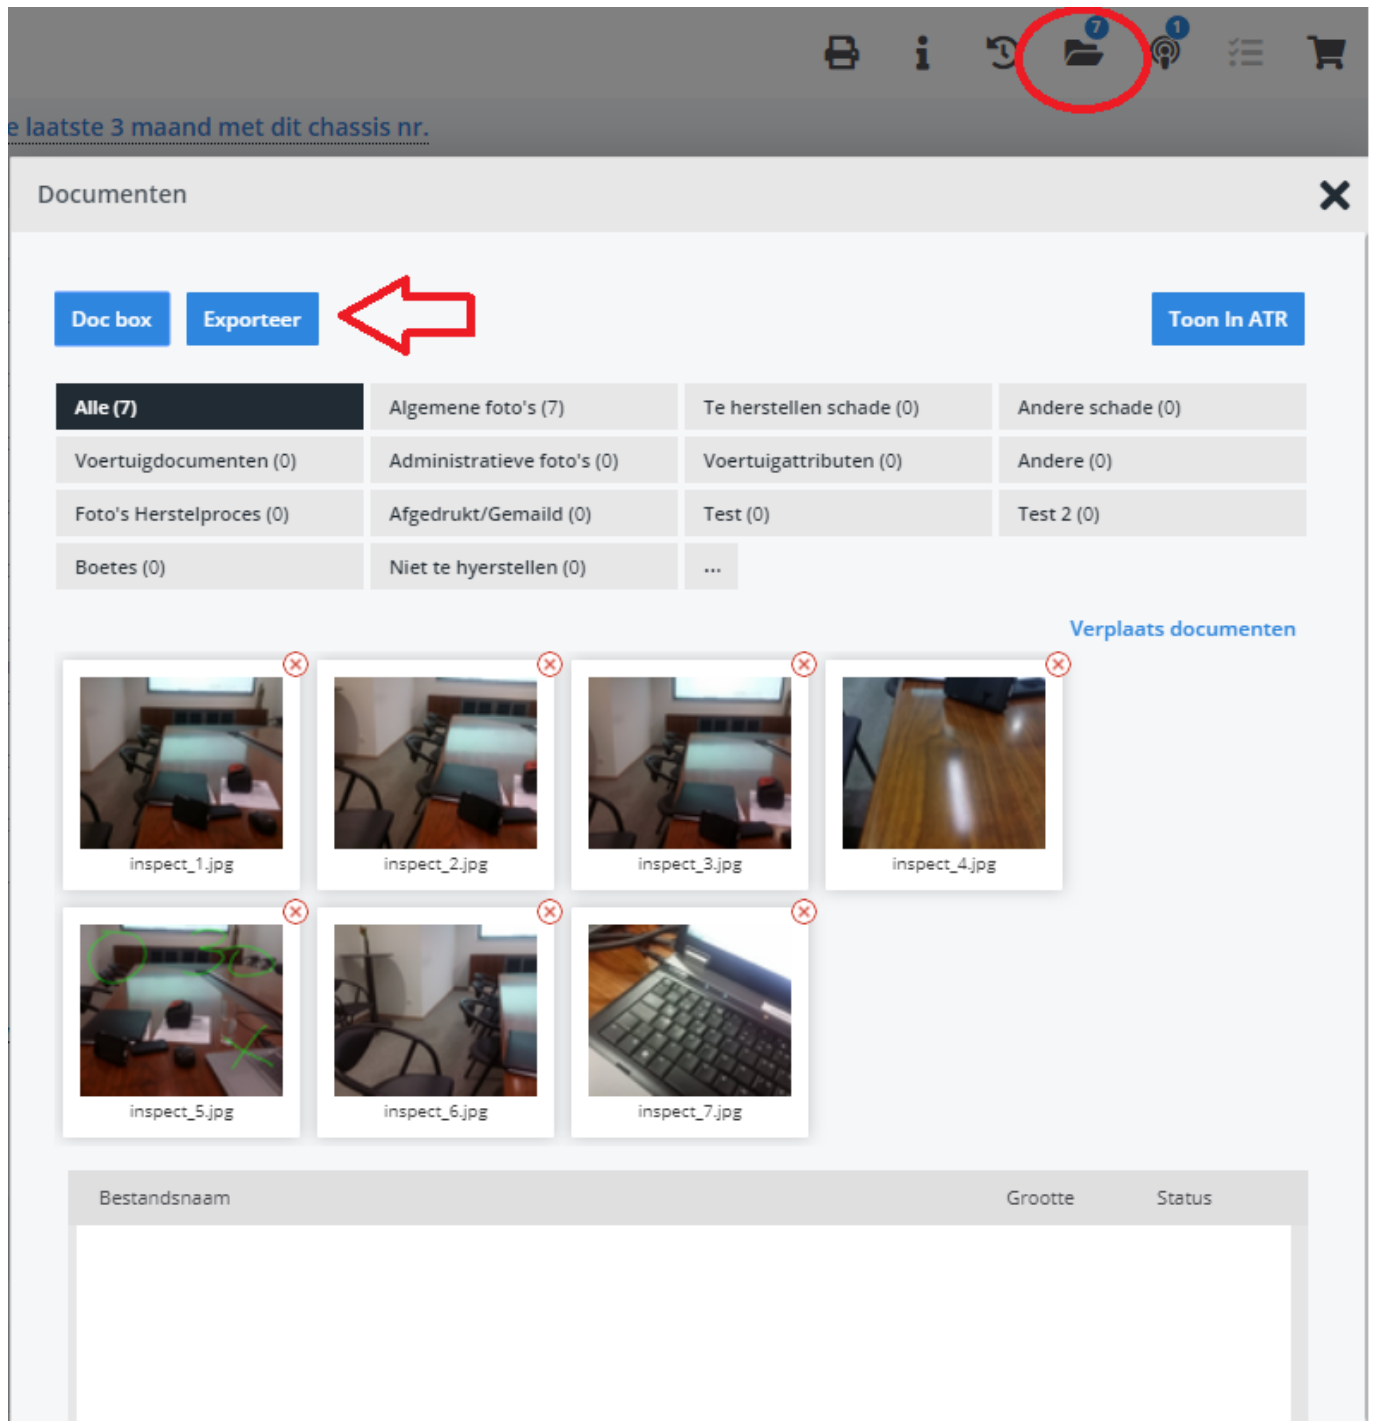 7 1
e laatste 3 maand met dit chassis nr.
Documenten
Doc box Exporteer Toon In ATR
Alle (7) Algemene foto's (7) Te herstellen schade (0) Andere schade (0)
Voertuigdocumenten (0) Administratieve foto's (0) Voertuigattributen (0) Andere (0)
Foto's Herstelproces (0) Afgedrukt/Gemaild (0) Test (0) Test 2 (0)
Boetes (0) Niet te hyerstellen (0) ...
Verplaats documenten
inspect_1.jpg inspect_2.jpg inspect_3.jpg inspect_4.jpg
30
inspect_5.jpg inspect_6.jpg inspect_7.jpg
Bestandsnaam Grootte Status